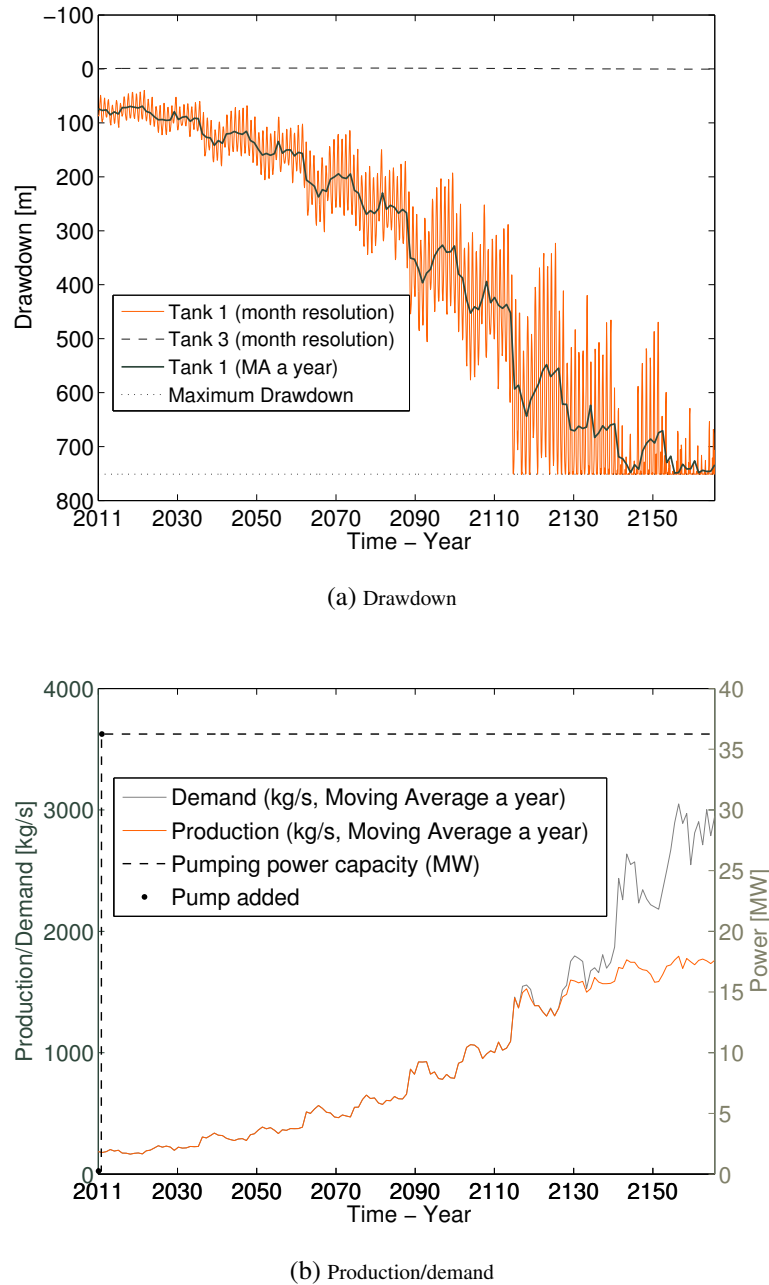 −100
0
100
200
300
400
500
600
700
800
Drawdown [m]
Tank 1 (month resolution)
Tank 3 (month resolution)
Tank 1 (MA a year)
Maximum Drawdown
2011 2030 2050 2070 2090 2110 2130 2150
Time − Year
(a) Drawdown
4000
3000
2000
1000
0
Production/Demand [kg/s]
40
35
30
25
20
15
10
5
0
Power [MW]
Demand (kg/s, Moving Average a year)
Production (kg/s, Moving Average a year)
Pumping power capacity (MW)
Pump added
2011 2030 2050 2070 2090 2110 2130 2150
Time − Year
(b) Production/demand